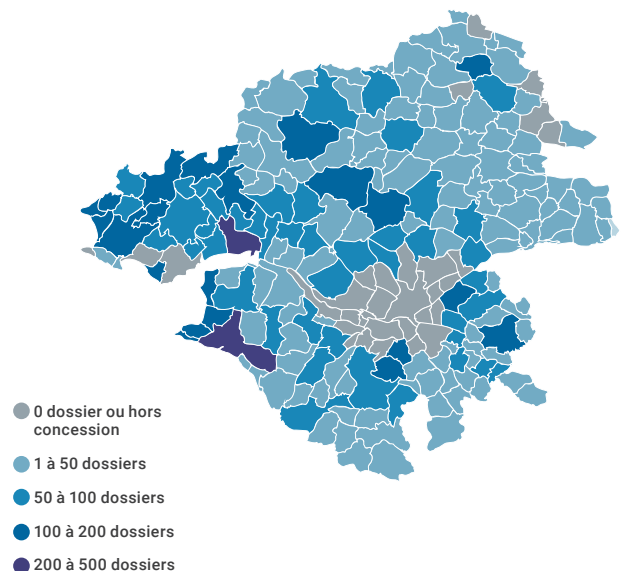 0 dossier ou hors
concession
1 à 50 dossiers
50 à 100 dossiers
100 à 200 dossiers
200 à 500 dossiers